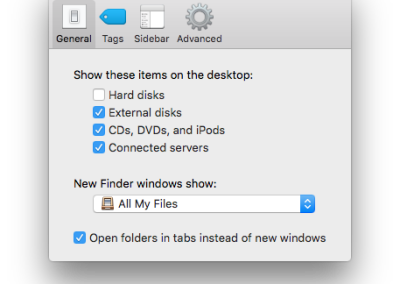 General Tags Sidebar Advanced
Show these items on the desktop:
Hard disks
External disks
CDs, DVDs, and iPods
Connected servers
New Finder windows show:
All My Files
Open folders in tabs instead of new windows